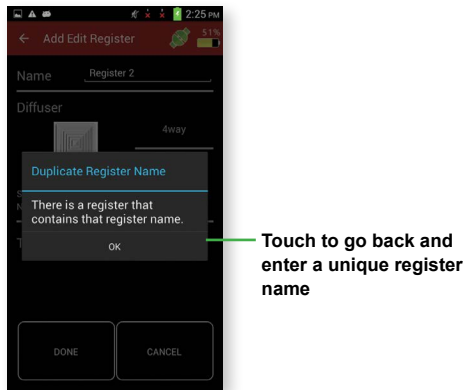 2:25 PM
Add Edit Register
51%
Name
Register 2
Diffuser
4way
Duplicate Register Name
There is a register that
contains that register name.
OK
DONE
CANCEL
Touch to go back and
enter a unique register
name